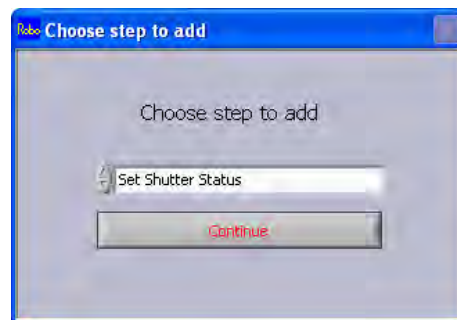 Robo Choose step to add
Choose step to add
Set Shutter Status
Continue